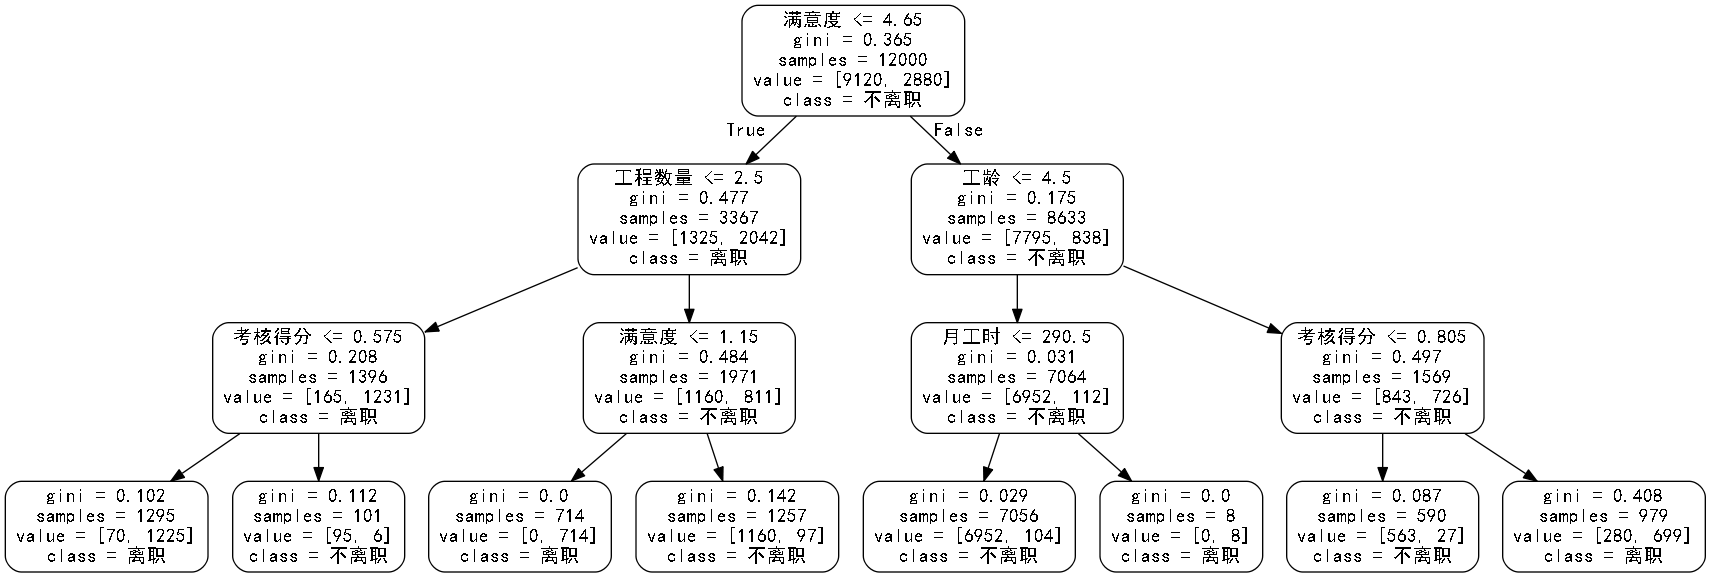 满意度 <= 4.65
gini = 0.365
samples = 12000
value = [9120, 2880]
class = 不离职
True
False
工程数量 <= 2.5
gini = 0.477
samples = 3367
value = [1325, 2042]
class = 离职
工龄 <= 4.5
gini = 0.175
samples = 8633
value = [7795, 838]
class = 不离职
考核得分 <= 0.575
gini = 0.208
samples = 1396
value = [165, 1231]
class = 离职
满意度 <= 1.15
gini = 0.484
samples = 1971
value = [1160, 811]
class = 不离职
月工时 <= 290.5
gini = 0.031
samples = 7064
value = [6952, 112]
class = 不离职
考核得分 <= 0.805
gini = 0.497
samples = 1569
value = [843, 726]
class = 不离职
gini = 0.102
samples = 1295
value = [70, 1225]
class = 离职
gini = 0.112
samples = 101
value = [95, 6]
class = 不离职
gini = 0.0
samples = 714
value = [0, 714]
class = 离职
gini = 0.142
samples = 1257
value = [1160, 97]
class = 不离职
gini = 0.029
samples = 7056
value = [6952, 104]
class = 不离职
gini = 0.0
samples = 8
value = [0, 8]
class = 离职
gini = 0.087
samples = 590
value = [563, 27]
class = 不离职
gini = 0.408
samples = 979
value = [280, 699]
class = 离职